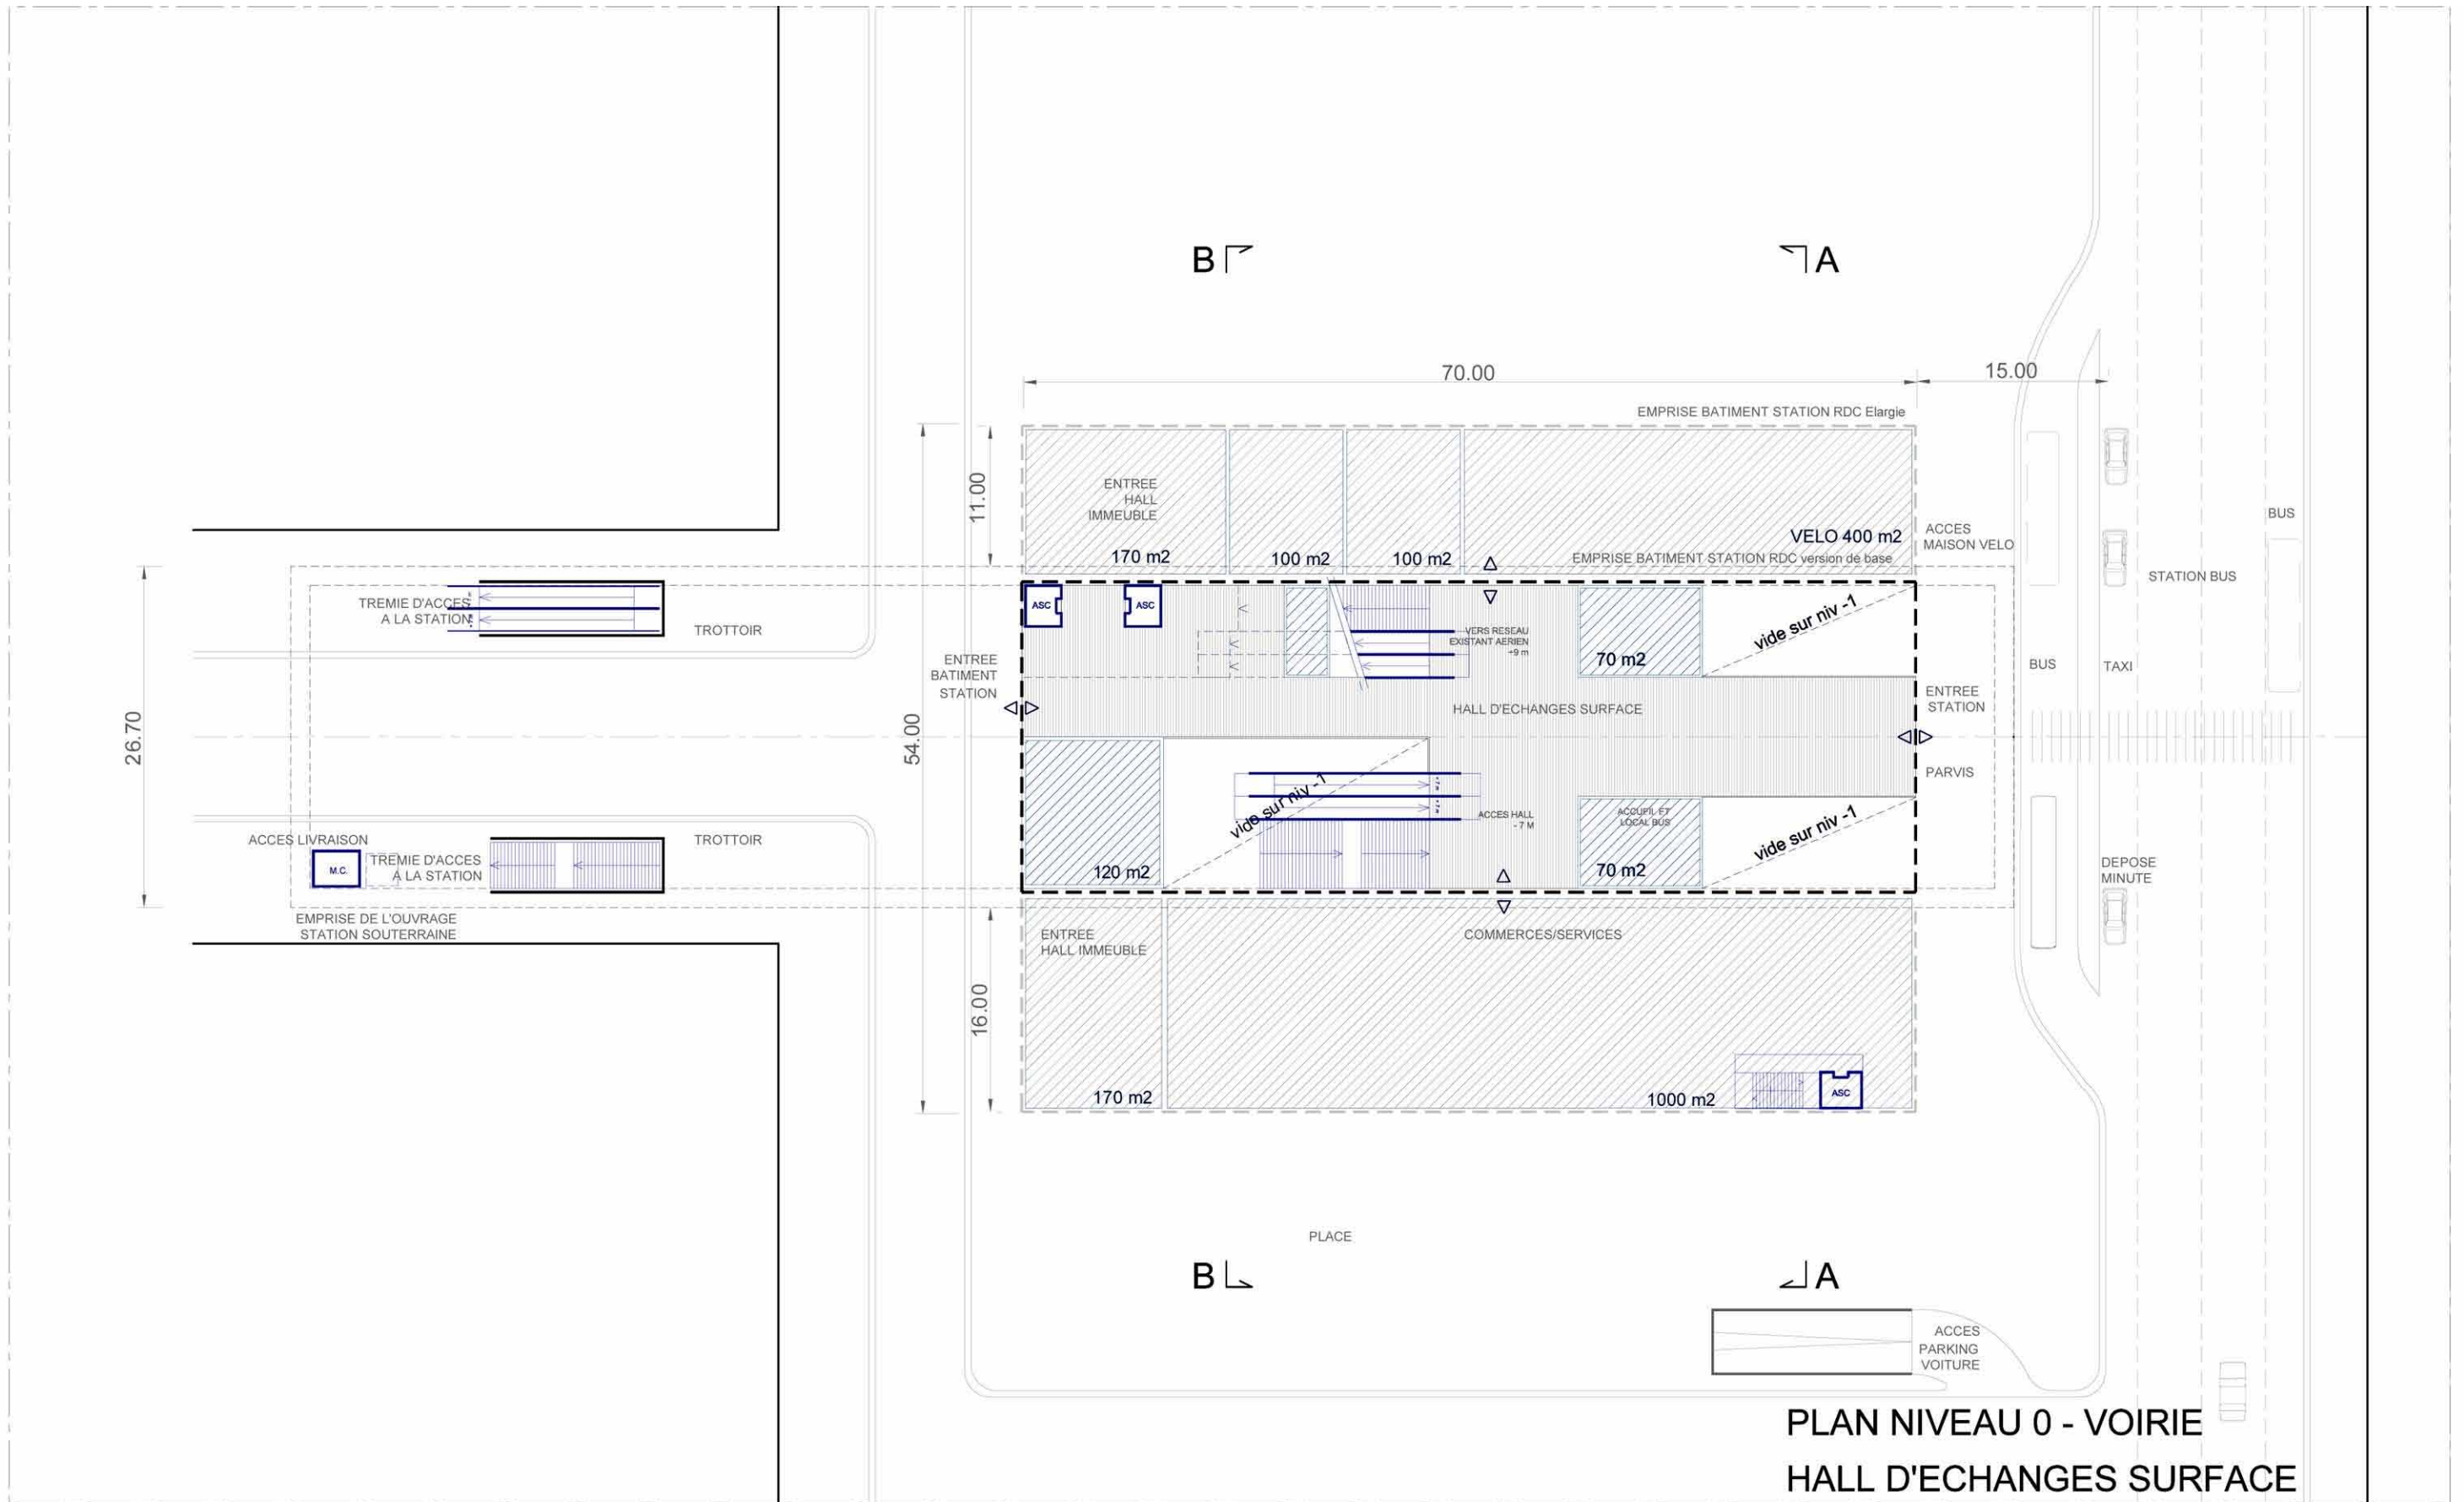 B
A
70.00
15.00
EMPRISE BATIMENT STATION RDC Elargie
11.00
ENTREE
HALL
IMMEUBLE
170 m2
100 m2
100 m2
VELO 400 m2
EMPRISE BATIMENT STATION RDC version de base
ACCES
MAISON VELO
BUS
STATION BUS
TREMIE D'ACCES
A LA STATION
TROTTOIR
ASC
ASC
VERS RESEAU
EXISTANT AERIEN
+9 m
70 m2
vide sur niv -1
ENTREE
BATIMENT
STATION
BUS
TAXI
ENTREE
STATION
HALL D'ECHANGES SURFACE
26.70
54.00
PARVIS
vide sur niv -1
ACCES HALL
- 7 M
ACCUEIL ET
LOCAL BUS
vide sur niv -1
120 m2
70 m2
ACCES LIVRAISON
M.C.
TREMIE D'ACCES
A LA STATION
TROTTOIR
DEPOSE
MINUTE
EMPRISE DE L'OUVRAGE
STATION SOUTERRAINE
ENTREE
HALL IMMEUBLE
COMMERCES/SERVICES
16.00
170 m2
1000 m2
ASC
PLACE
B
A
ACCES
PARKING
VOITURE
PLAN NIVEAU 0 - VOIRIE
HALL D'ECHANGES SURFACE